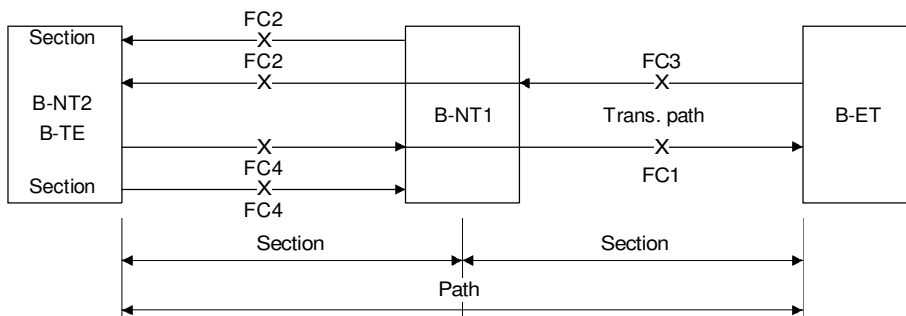 FC2
Section
FC2
FC3
B-NT2
B-TE
B-NT1
Trans. path
B-ET
FC4
FC1
Section
FC4
Section
Section
Path